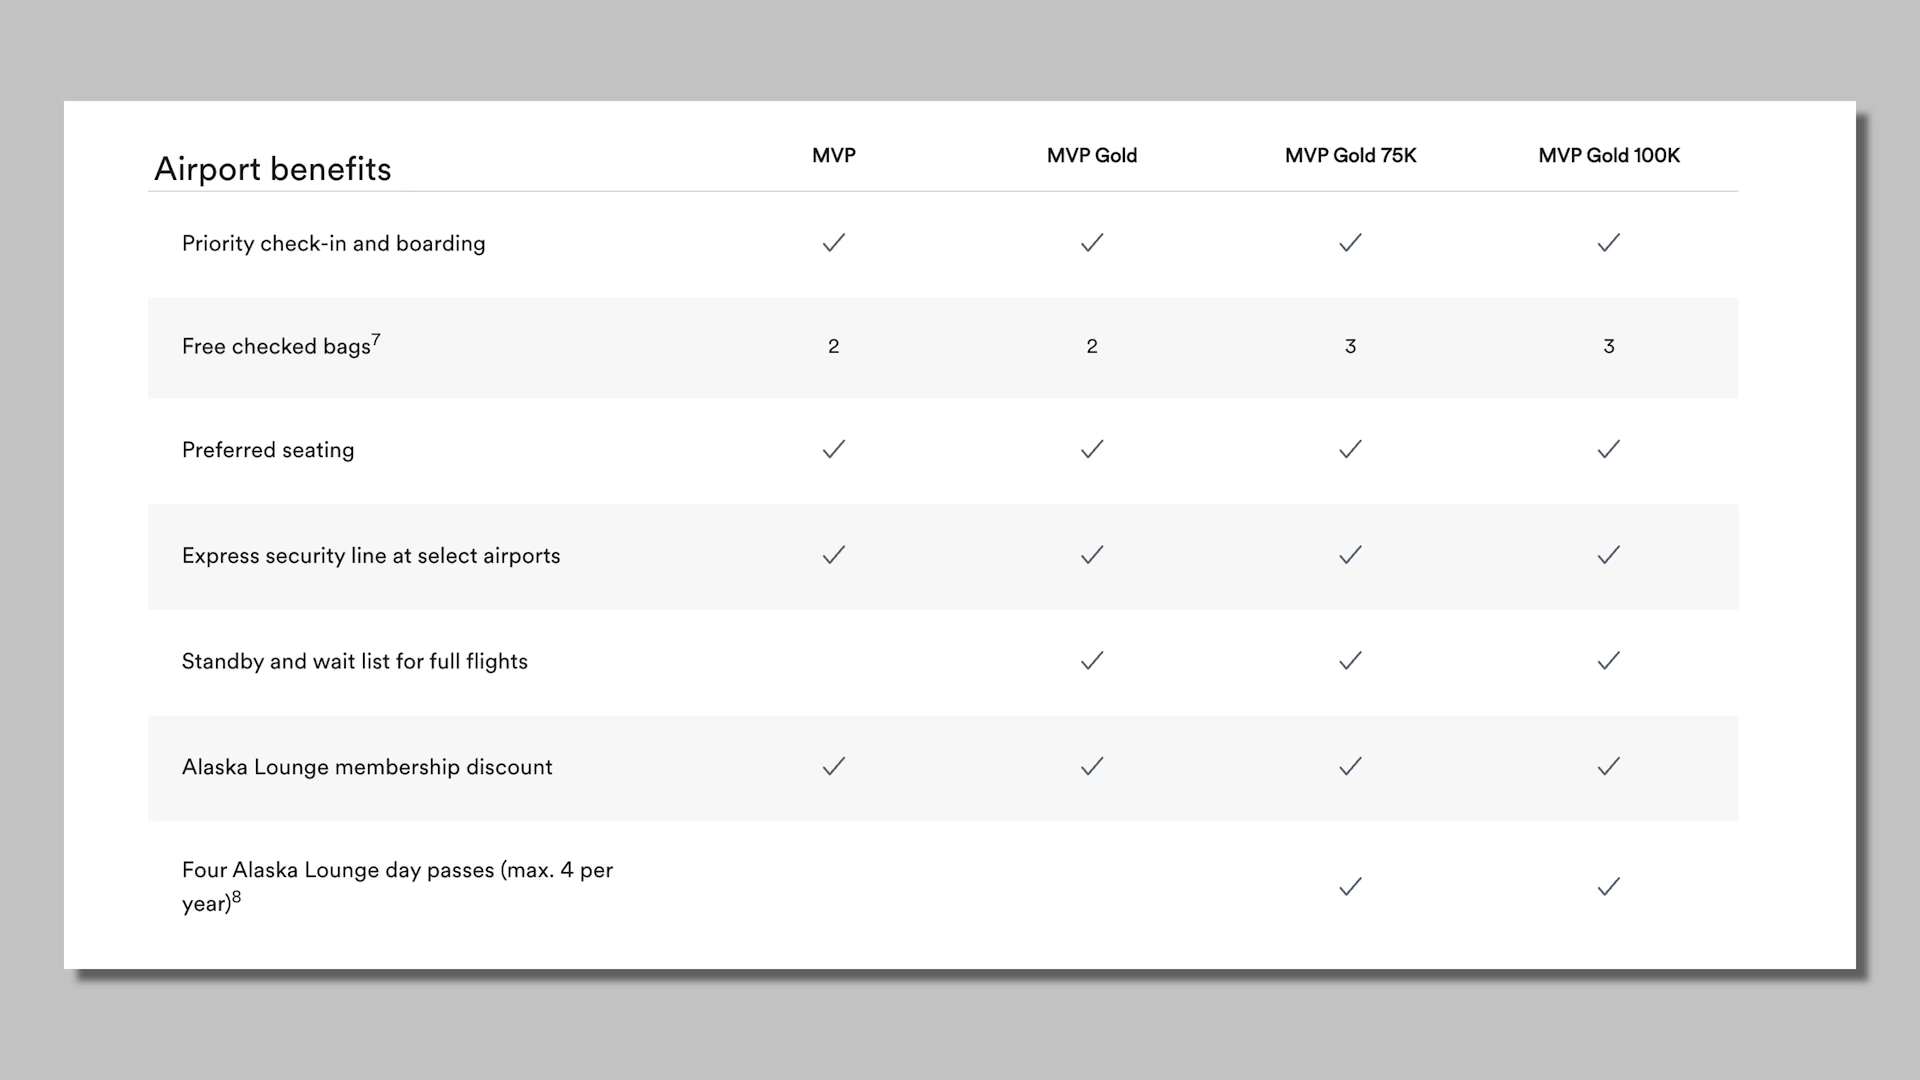 Airport benefits MVP MVP Gold MVP Gold 75K MVP Gold 100K
Priority check-in and boarding ✓ ✓ ✓ ✓
Free checked bags⁷ 2 2 3 3
Preferred seating ✓ ✓ ✓ ✓
Express security line at select airports ✓ ✓ ✓ ✓
Standby and wait list for full flights ✓ ✓ ✓
Alaska Lounge membership discount ✓ ✓ ✓ ✓
Four Alaska Lounge day passes (max. 4 per
year)⁸ ✓ ✓